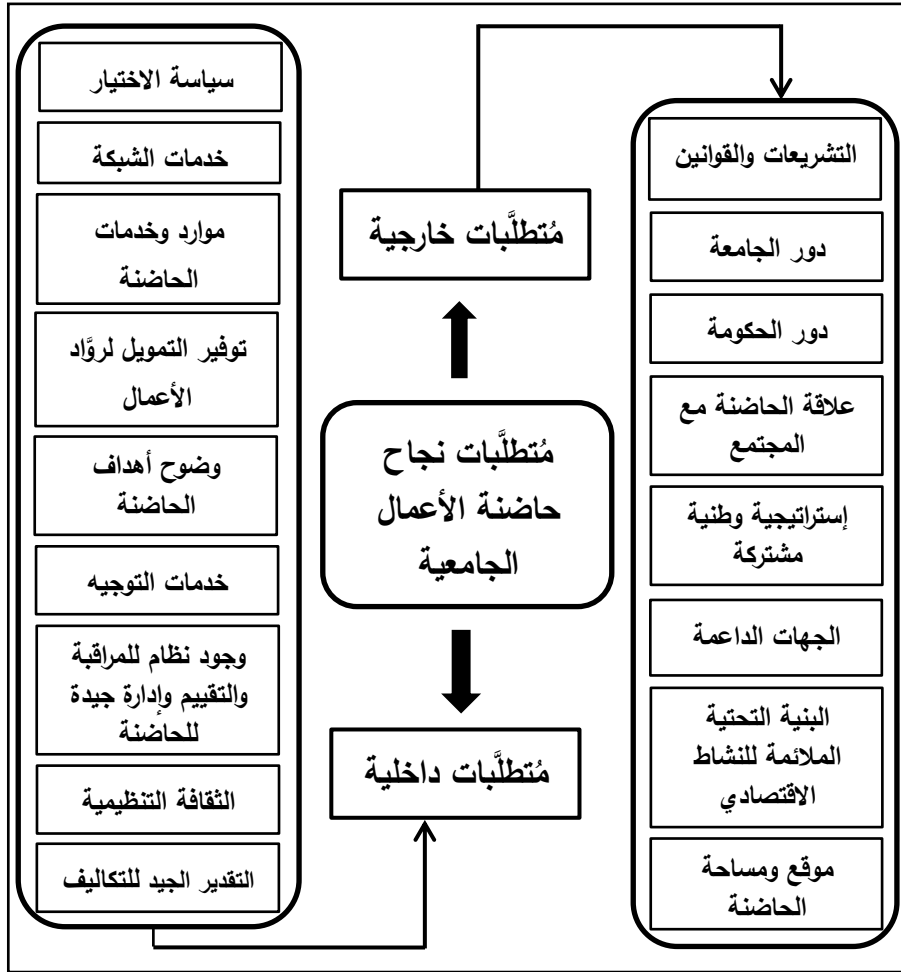 التشريعات والقوانين
دور الجامعة
دور الحكومة
علاقة الحاضنة مع
المجتمع
إستراتيجية وطنية
مشتركة
الجهات الداعمة
البنية التحتية
الملائمة للنشاط
الاقتصادي
موقع ومساحة
الحاضنة
مُتطلَّبات خارجية
مُتطلَّبات نجاح
حاضنة الأعمال
الجامعية
مُتطلَّبات داخلية
سياسة الاختيار
خدمات الشبكة
موارد وخدمات
الحاضنة
توفير التمويل لروَّاد
الأعمال
وضوح أهداف
الحاضنة
خدمات التوجيه
وجود نظام للمراقبة
والتقييم وإدارة جيدة
للحاضنة
الثقافة التنظيمية
التقدير الجيد للتكاليف